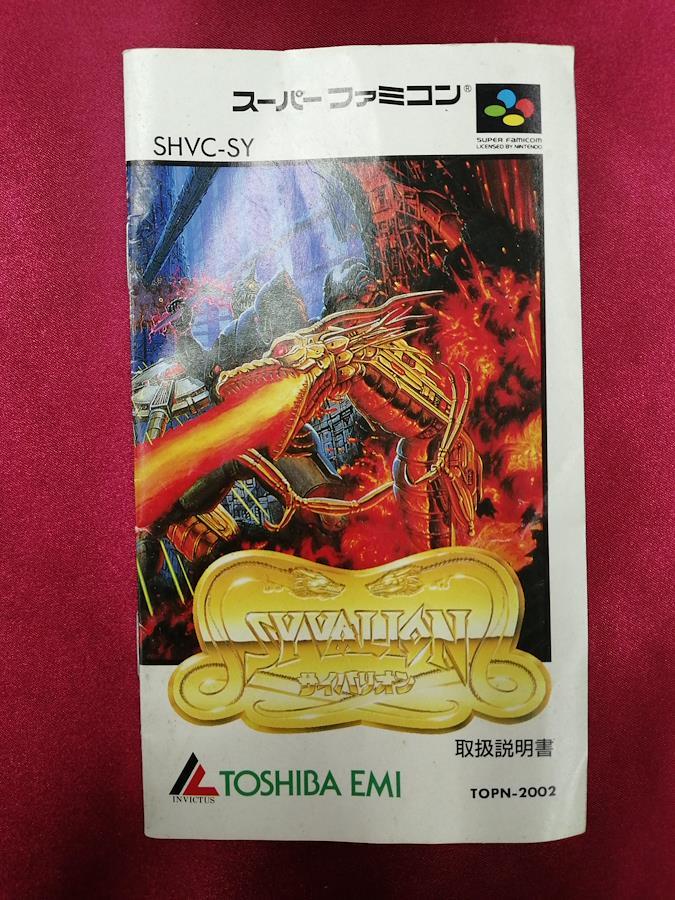 スーパーファミコン®
SUPER FAMICOM
LICENSED BY NINTENDO
SHVC-SY
SYVALION
サイバリオン
取扱説明書
INVICTUS
TOSHIBA EMI
TOPN-2002